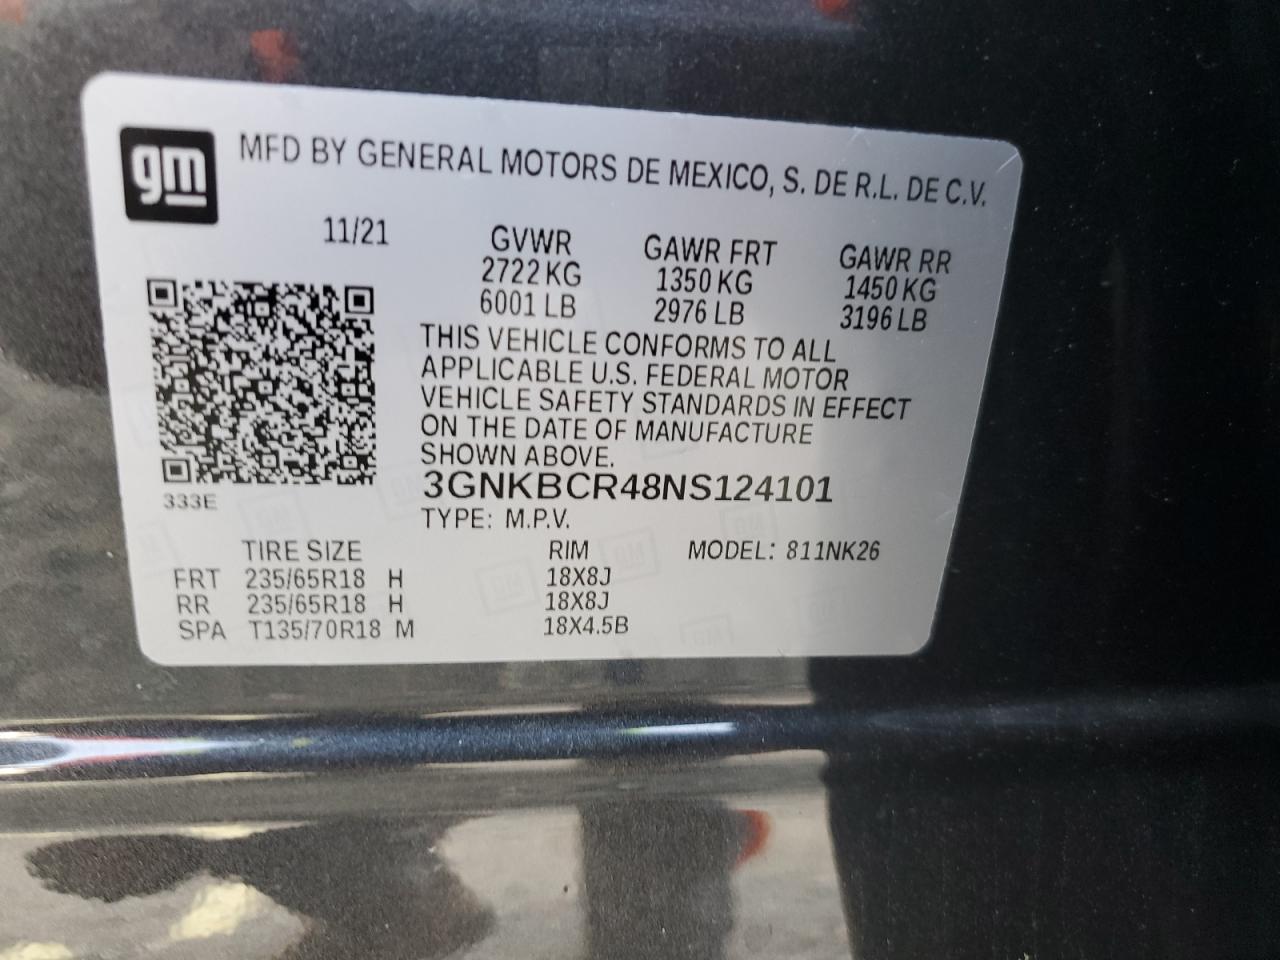 gm
MFD BY GENERAL MOTORS DE MEXICO, S. DE R.L. DE C.V.
11/21 GVWR GAWR FRT GAWR RR
2722 KG 1350 KG 1450 KG
6001 LB 2976 LB 3196 LB
THIS VEHICLE CONFORMS TO ALL
APPLICABLE U.S. FEDERAL MOTOR
VEHICLE SAFETY STANDARDS IN EFFECT
ON THE DATE OF MANUFACTURE
SHOWN ABOVE.
333E
3GNKBCR48NS124101
TYPE: M.P.V.
TIRE SIZE RIM MODEL: 811NK26
FRT 235/65R18 H 18X8J
RR 235/65R18 H 18X8J
SPA T135/70R18 M 18X4.5B